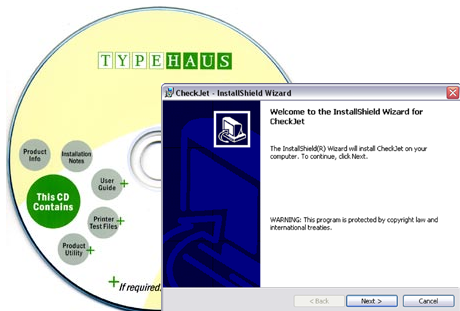 TYPEHAUS
Product
Info
Installation
Notes
User
Guide
This CD
Contains
Printer
Test Files
Product
Utility
If required.
CheckJet - InstallShield Wizard
Welcome to the InstallShield Wizard for
CheckJet
The InstallShield(R) Wizard will install CheckJet on your
computer. To continue, click Next.
WARNING: This program is protected by copyright law and
international treaties.
< Back
Next >
Cancel